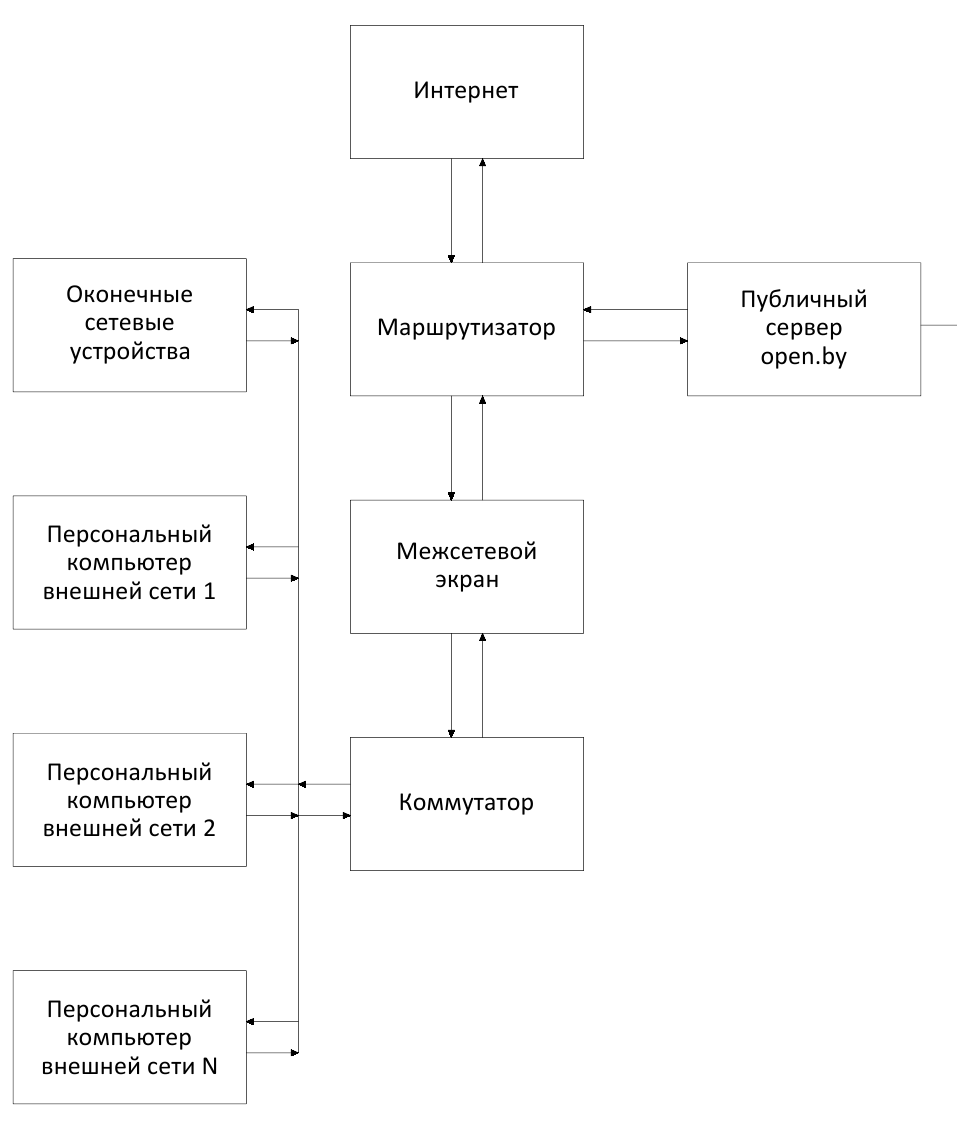 Интернет
Оконечные
сетевые
устройства
Маршрутизатор
Публичный
сервер
open.by
Персональный
компьютер
внешней сети 1
Межсетевой
экран
Персональный
компьютер
внешней сети 2
Коммутатор
Персональный
компьютер
внешней сети N